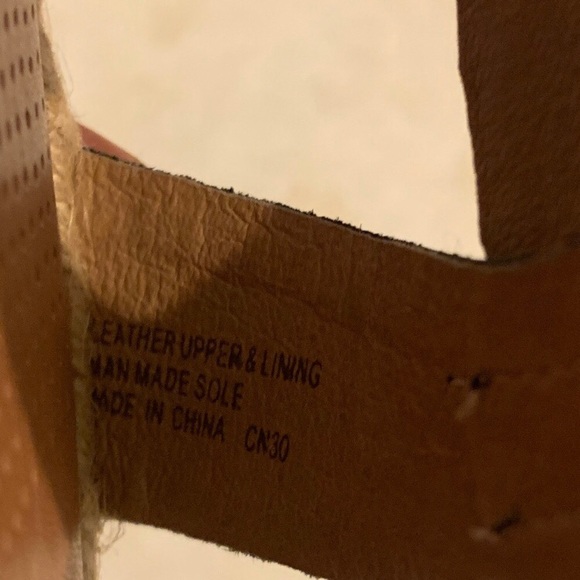 LEATHER UPPER & LINING
MAN MADE SOLE
MADE IN CHINA CN30